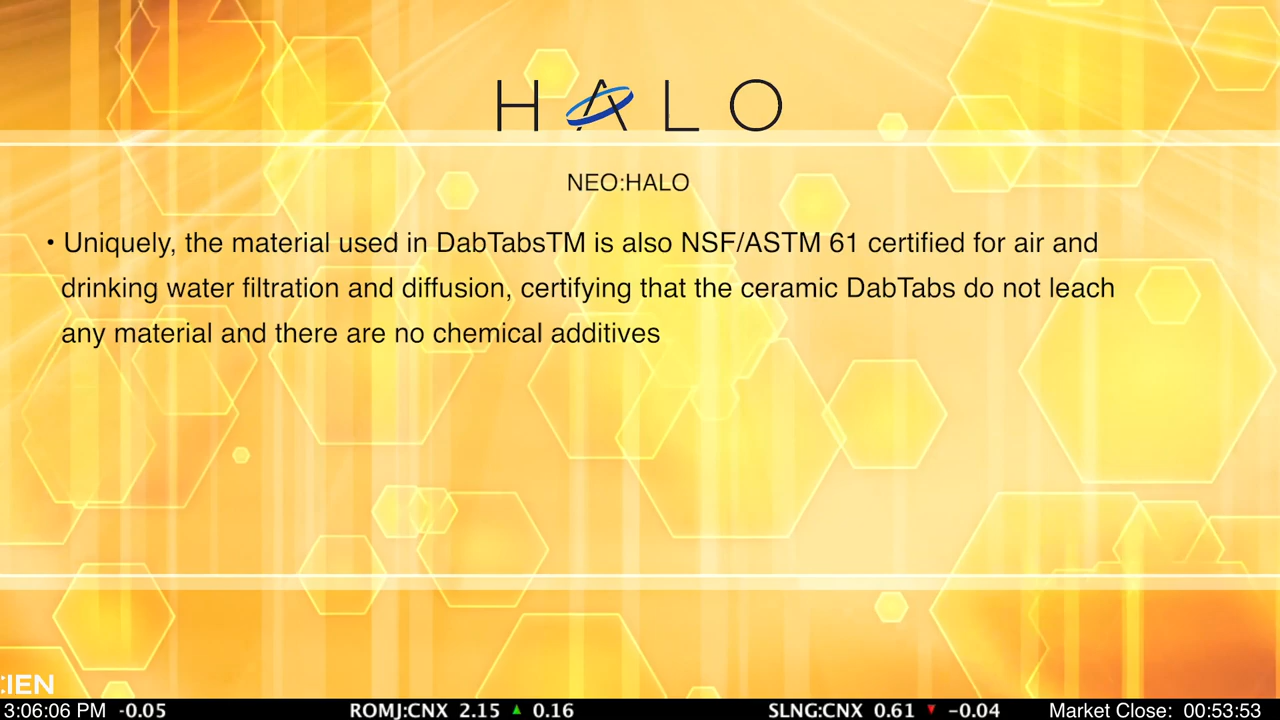 HALO
NEO:HALO
• Uniquely, the material used in DabTabsTM is also NSF/ASTM 61 certified for air and
drinking water filtration and diffusion, certifying that the ceramic DabTabs do not leach
any material and there are no chemical additives
IEN
3:06:06 PM -0.05 ROMJ:CNX 2.15 ▲ 0.16 SLNG:CNX 0.61 ▼ −0.04 Market Close: 00:53:53